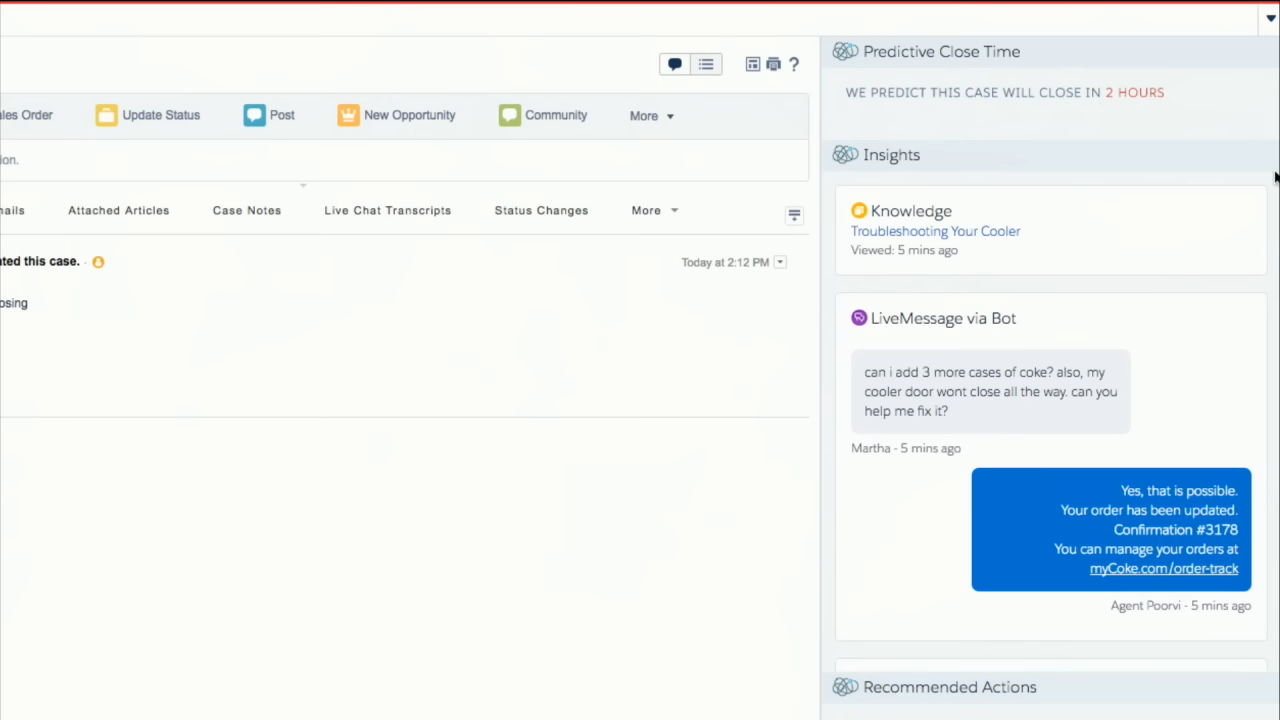 ?
ales Order
Update Status
Post
New Opportunity
Community
More
ion.
nails
Attached Articles
Case Notes
Live Chat Transcripts
Status Changes
More
ated this case.
Today at 2:12 PM
osing
Predictive Close Time
WE PREDICT THIS CASE WILL CLOSE IN 2 HOURS
Insights
Knowledge
Troubleshooting Your Cooler
Viewed: 5 mins ago
LiveMessage via Bot
can i add 3 more cases of coke? also, my
cooler door wont close all the way. can you
help me fix it?
Martha - 5 mins ago
Yes, that is possible.
Your order has been updated.
Confirmation #3178
You can manage your orders at
myCoke.com/order-track
Agent Poorvi - 5 mins ago
Recommended Actions